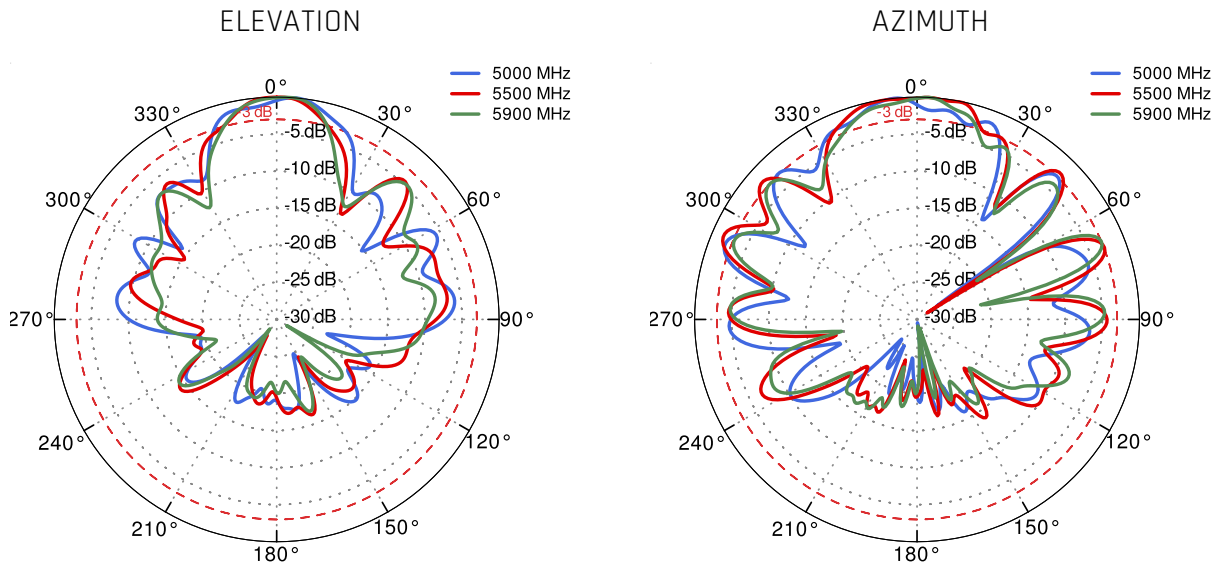 ELEVATION
5000 MHz
5500 MHz
5900 MHz
0°
330°
30°
-3 dB
-5 dB
-10 dB
300°
60°
-15 dB
-20 dB
-25 dB
270°
-30 dB
90°
240°
120°
210°
150°
180°
AZIMUTH
5000 MHz
5500 MHz
5900 MHz
0°
330°
30°
-3 dB
-5 dB
-10 dB
300°
60°
-15 dB
-20 dB
-25 dB
270°
-30 dB
90°
240°
120°
210°
150°
180°